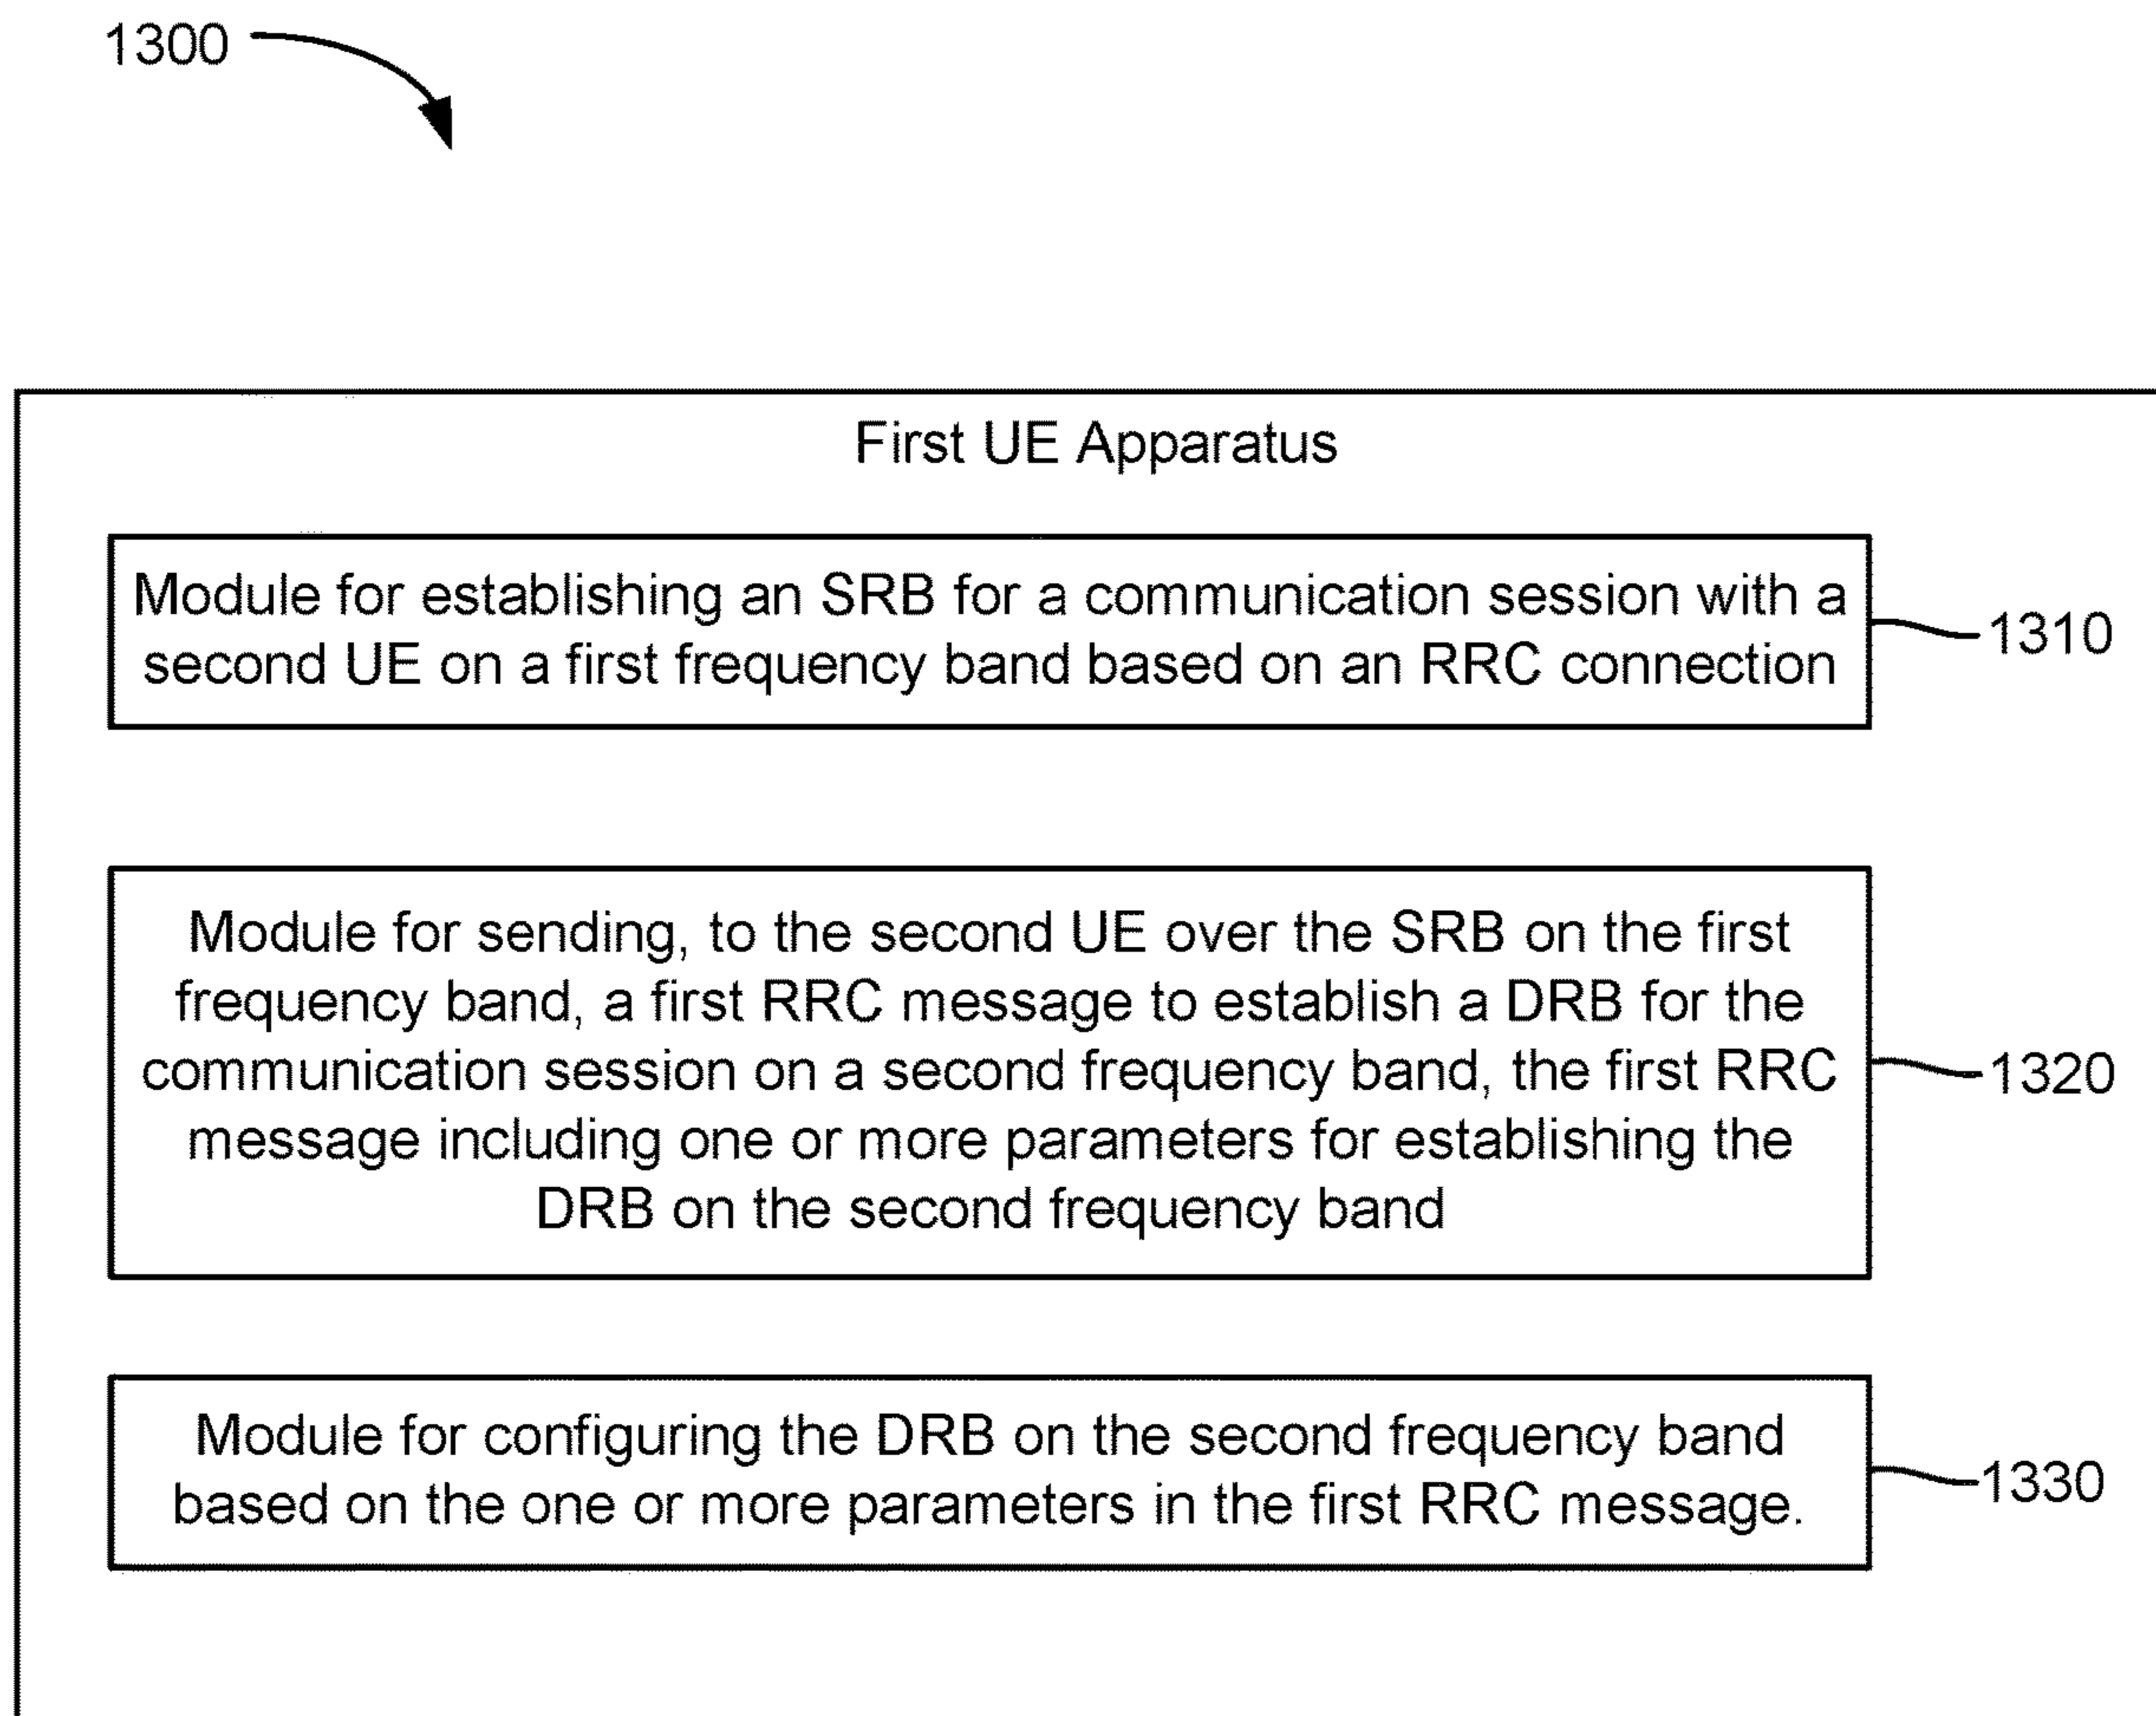 1300
First UE Apparatus
Module for establishing an SRB for a communication session with a
second UE on a first frequency band based on an RRC connection
1310
Module for sending, to the second UE over the SRB on the first
frequency band, a first RRC message to establish a DRB for the
communication session on a second frequency band, the first RRC
message including one or more parameters for establishing the
DRB on the second frequency band
1320
Module for configuring the DRB on the second frequency band
based on the one or more parameters in the first RRC message.
1330